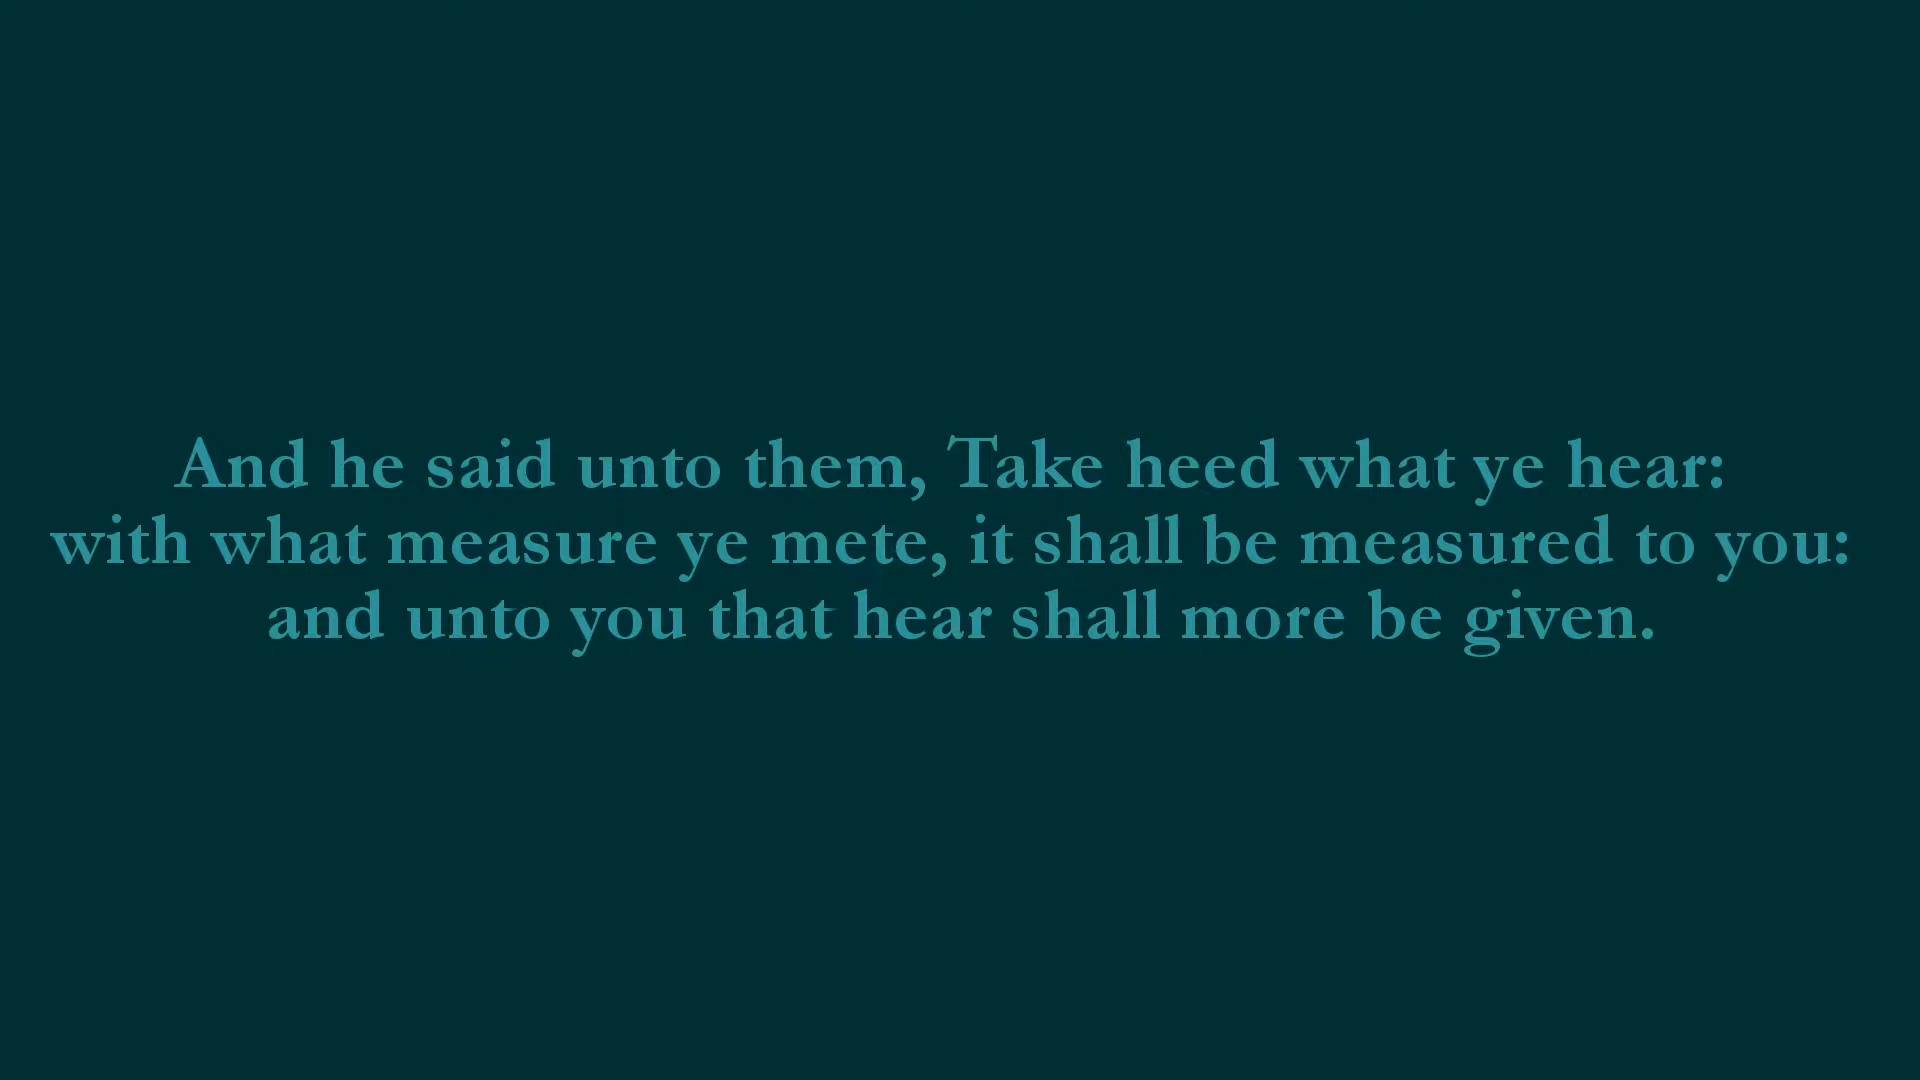 And he said unto them, Take heed what ye hear:
with what measure ye mete, it shall be measured to you:
and unto you that hear shall more be given.